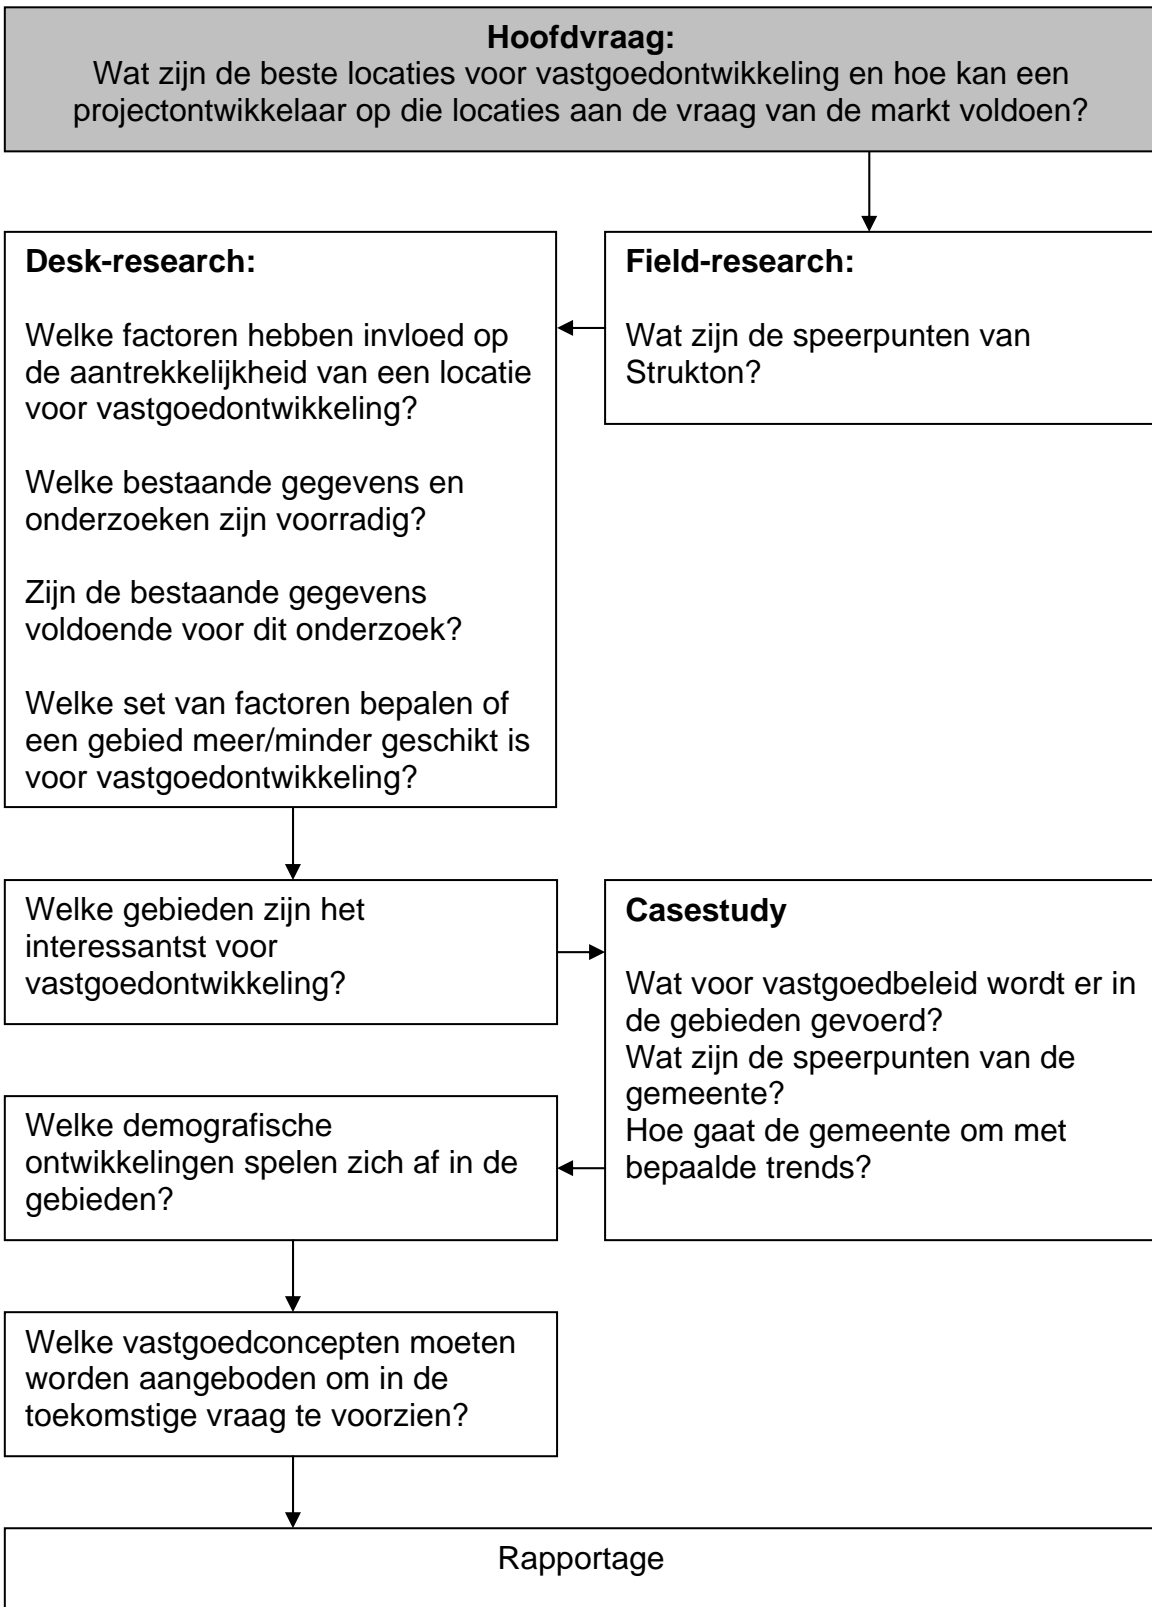 Hoofdvraag:
Wat zijn de beste locaties voor vastgoedontwikkeling en hoe kan een
projectontwikkelaar op die locaties aan de vraag van de markt voldoen?
Field-research:
Wat zijn de speerpunten van
Strukton?
Desk-research:
Welke factoren hebben invloed op
de aantrekkelijkheid van een locatie
voor vastgoedontwikkeling?
Welke bestaande gegevens en
onderzoeken zijn voorradig?
Zijn de bestaande gegevens
voldoende voor dit onderzoek?
Welke set van factoren bepalen of
een gebied meer/minder geschikt is
voor vastgoedontwikkeling?
Welke gebieden zijn het
interessantst voor
vastgoedontwikkeling?
Casestudy
Wat voor vastgoedbeleid wordt er in
de gebieden gevoerd?
Wat zijn de speerpunten van de
gemeente?
Hoe gaat de gemeente om met
bepaalde trends?
Welke demografische
ontwikkelingen spelen zich af in de
gebieden?
Welke vastgoedconcepten moeten
worden aangeboden om in de
toekomstige vraag te voorzien?
Rapportage